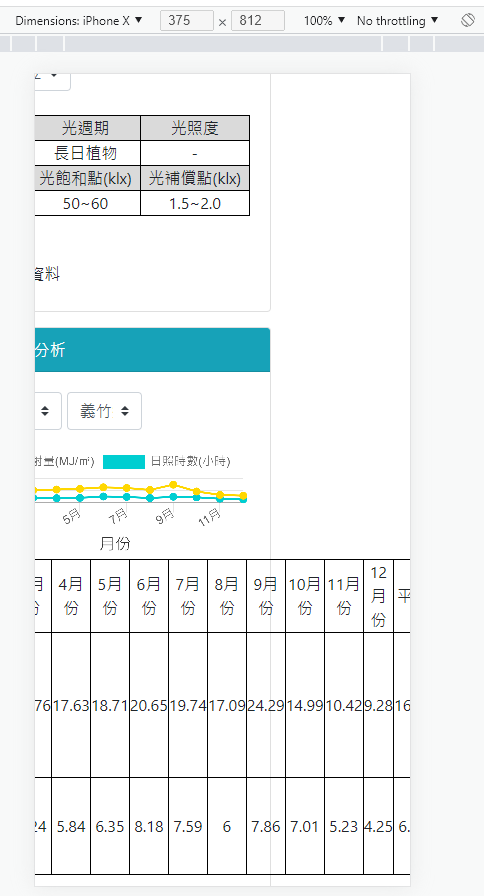 Dimensions: iPhone X ▼ 375 × 812 100% ▼ No throttling ▼
光週期 光照度
長日植物 -
光飽和點(klx) 光補償點(klx)
50~60 1.5~2.0
資料
分析
義竹
射量(MJ/㎡) 日照時數(小時)
5月 7月 9月 11月
月份
月份 4月份 5月份 6月份 7月份 8月份 9月份 10月份 11月份 12月份 平
76 17.63 18.71 20.65 19.74 17.09 24.29 14.99 10.42 9.28 16
24 5.84 6.35 8.18 7.59 6 7.86 7.01 5.23 4.25 6.